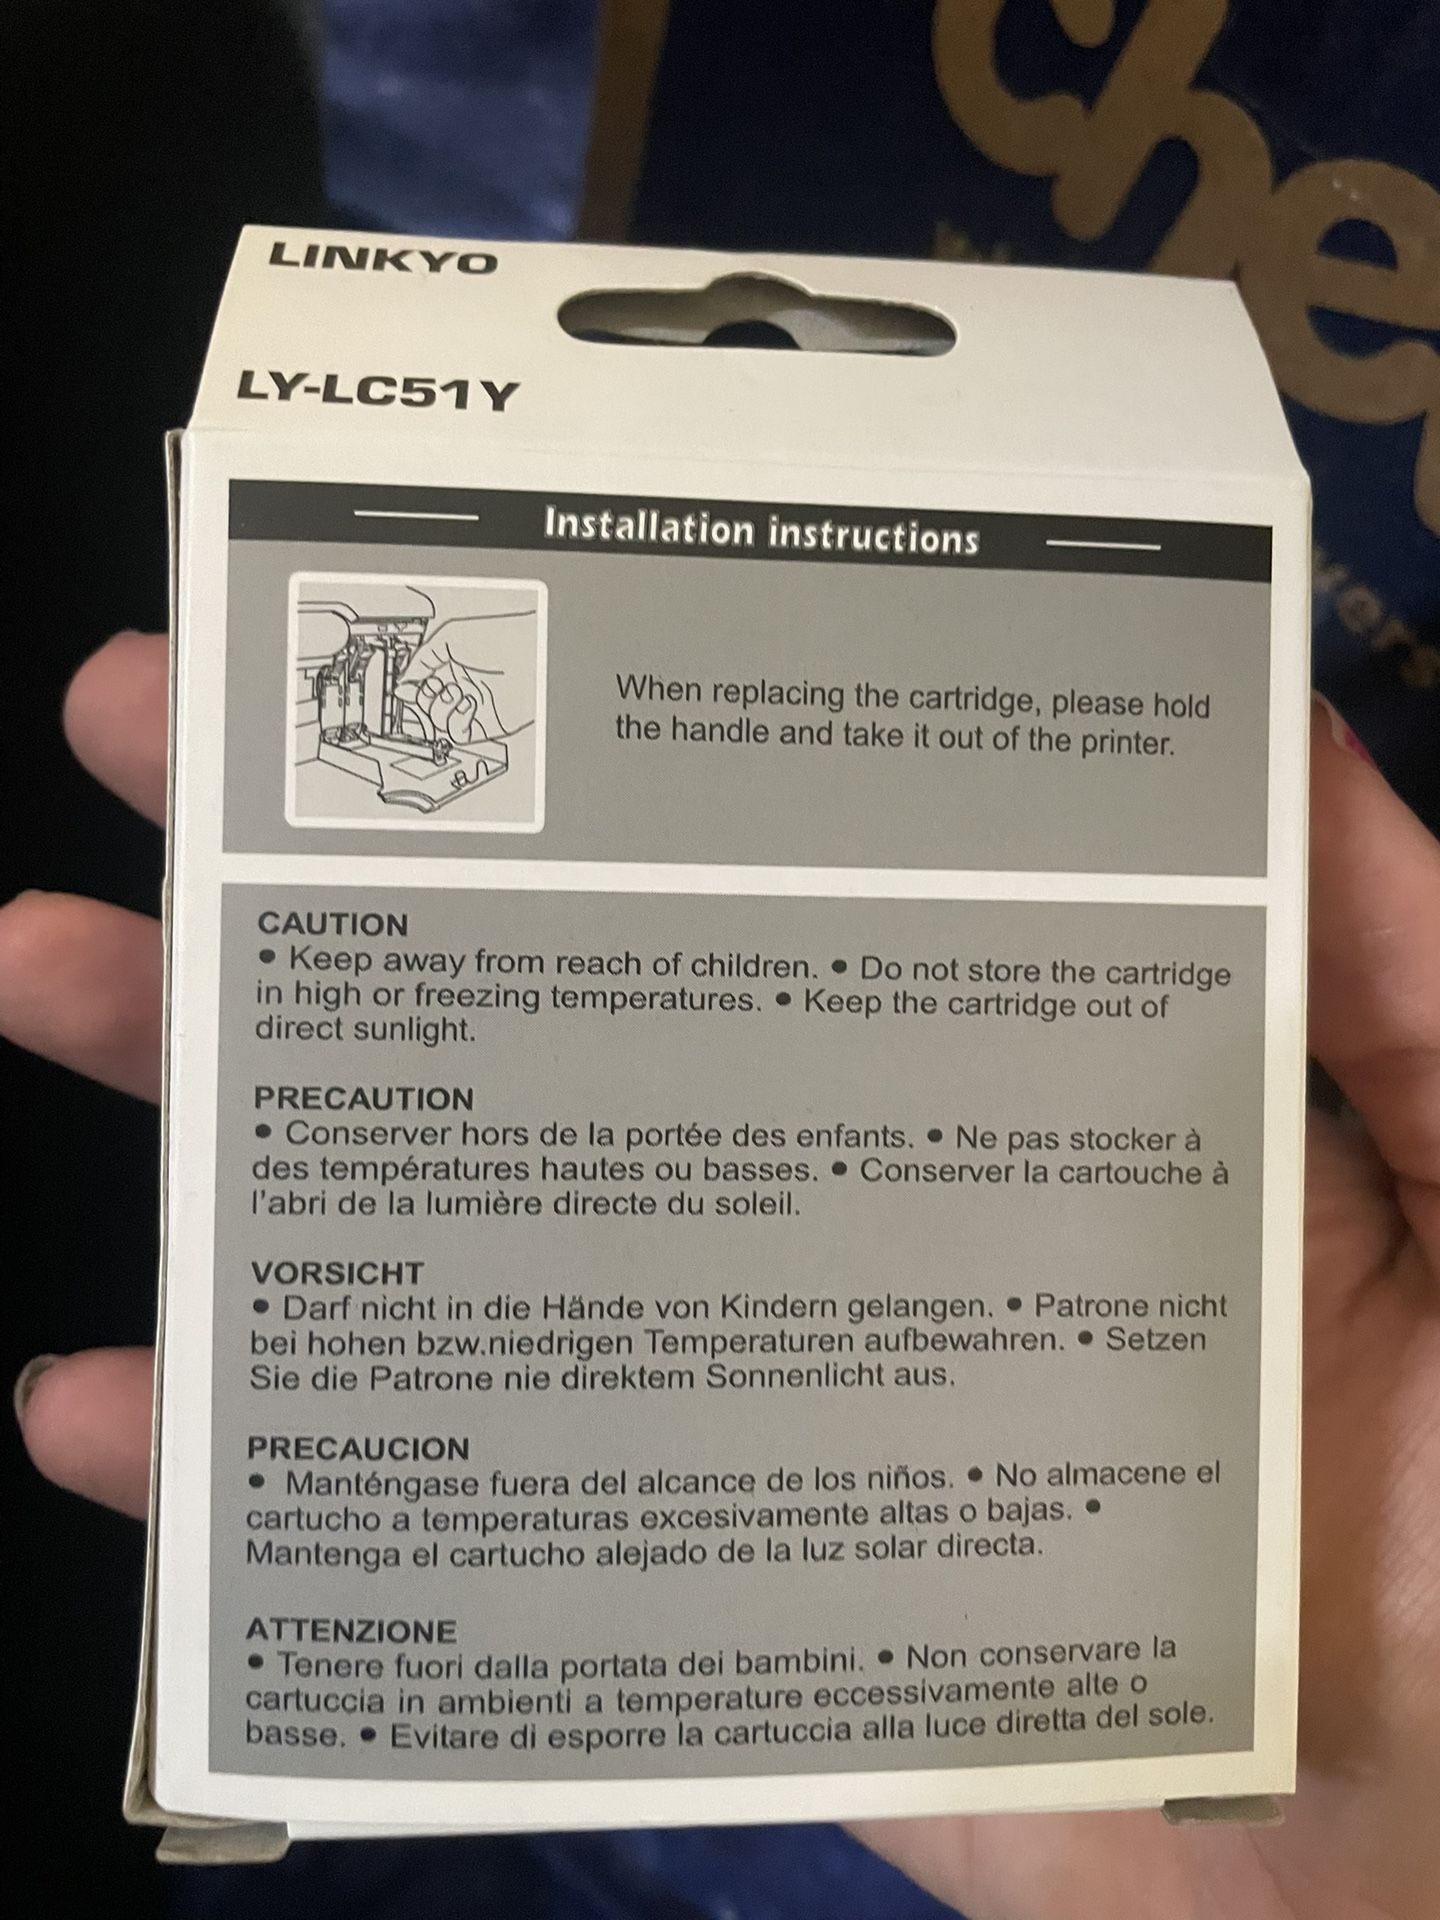 LINKYO
LY-LC51Y
Installation instructions
When replacing the cartridge, please hold
the handle and take it out of the printer.
CAUTION
• Keep away from reach of children. • Do not store the cartridge
in high or freezing temperatures. • Keep the cartridge out of
direct sunlight.
PRECAUTION
• Conserver hors de la portée des enfants. • Ne pas stocker à
des températures hautes ou basses. • Conserver la cartouche à
l'abri de la lumière directe du soleil.
VORSICHT
• Darf nicht in die Hände von Kindern gelangen. • Patrone nicht
bei hohen bzw.niedrigen Temperaturen aufbewahren. • Setzen
Sie die Patrone nie direktem Sonnenlicht aus.
PRECAUCION
• Manténgase fuera del alcance de los niños. • No almacene el
cartucho a temperaturas excesivamente altas o bajas. •
Mantenga el cartucho alejado de la luz solar directa.
ATTENZIONE
• Tenere fuori dalla portata dei bambini. • Non conservare la
cartuccia in ambienti a temperature eccessivamente alte o
basse. • Evitare di esporre la cartuccia alla luce diretta del sole.